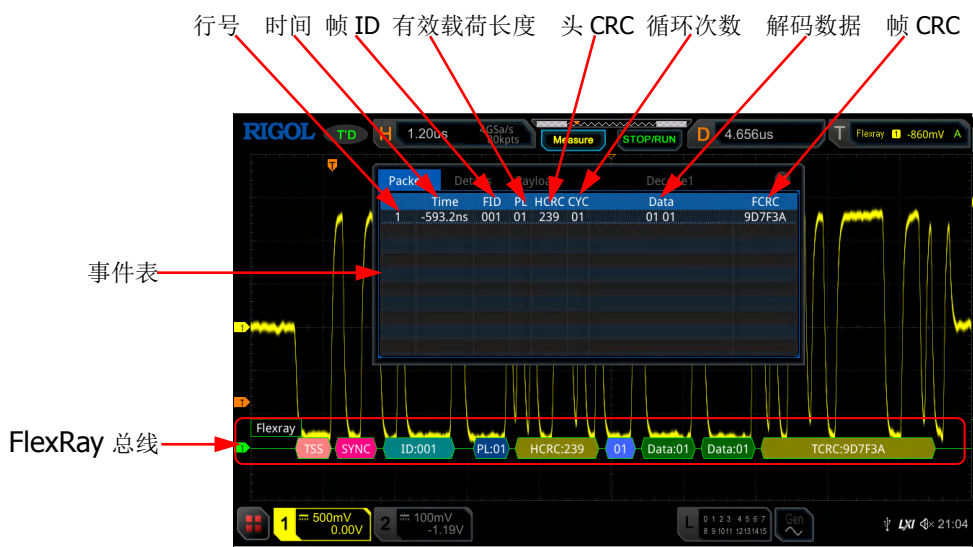 行号 时间 帧 ID 有效载荷长度 头 CRC 循环次数 解码数据 帧 CRC
RIGOL T'D H 1.20us 4GSa/s Measure STOP/RUN D 4.656us T Flexray 1 -860mV A
80kpts
T
Packet Details Payload Decode1
Time FID PL HCRC CYC Data FCRC
1 -593.2ns 001 01 239 01 01 01 9D7F3A
事件表
1
T
Flexray
FlexRay 总线
1 TSS SYNC ID:001 PL:01 HCRC:239 01 Data:01 Data:01 TCRC:9D7F3A
1 500mV 2 100mV L 0 1 2 3 4 5 6 7 Gen LXI 21:04
0.00V -1.19V 8 9 10 11 12 13 14 15